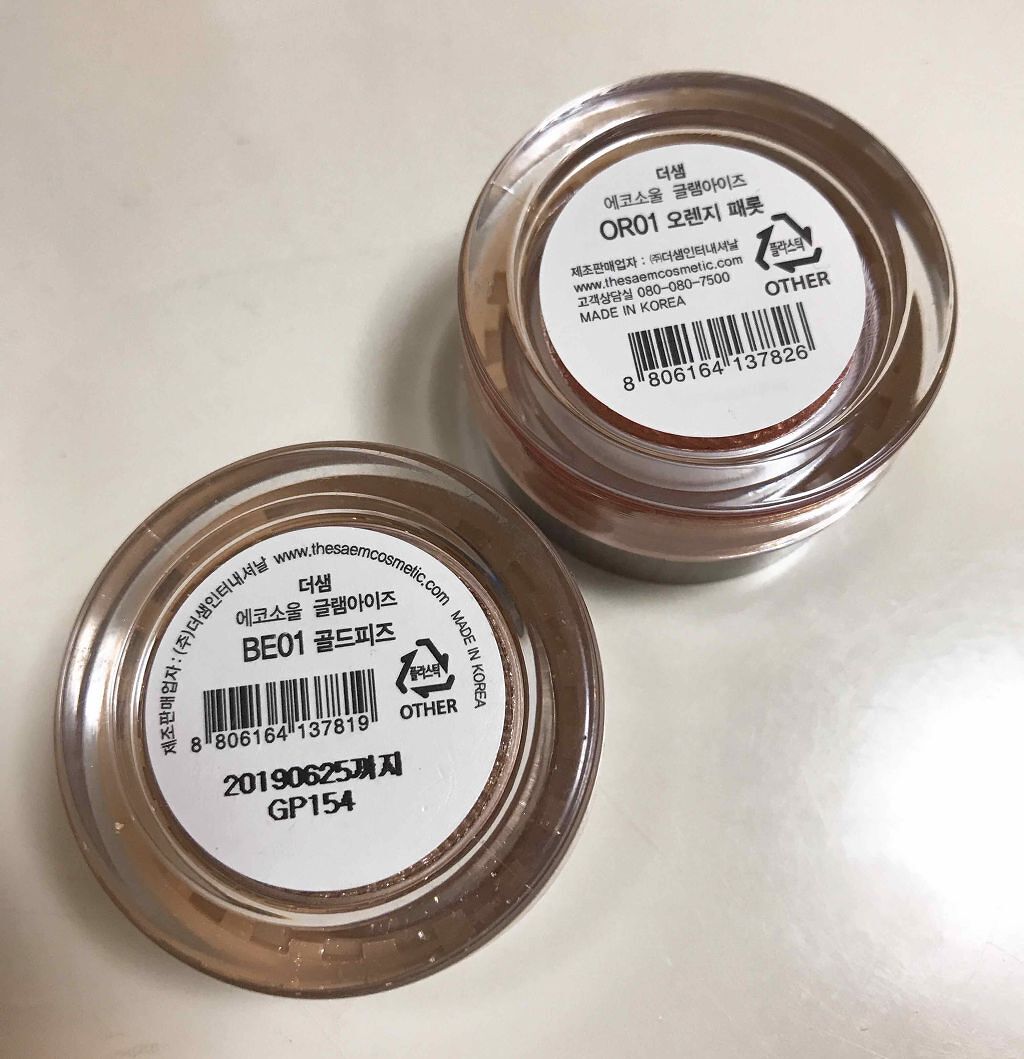 더샘
에코소울 글램아이즈
OR01 오렌지 패롯
제조판매업자 : ㈜더샘인터내셔날
www.thesaemcosmetic.com
고객상담실 080-080-7500
MADE IN KOREA
플라스틱
OTHER
8 806164 137826
제조판매업자 : (주)더샘인터내셔날 www.thesaemcosmetic.com MADE IN KOREA
더샘
에코소울 글램아이즈
BE01 골드피즈
플라스틱
OTHER
8 806164 137819
20190625까지
GP154